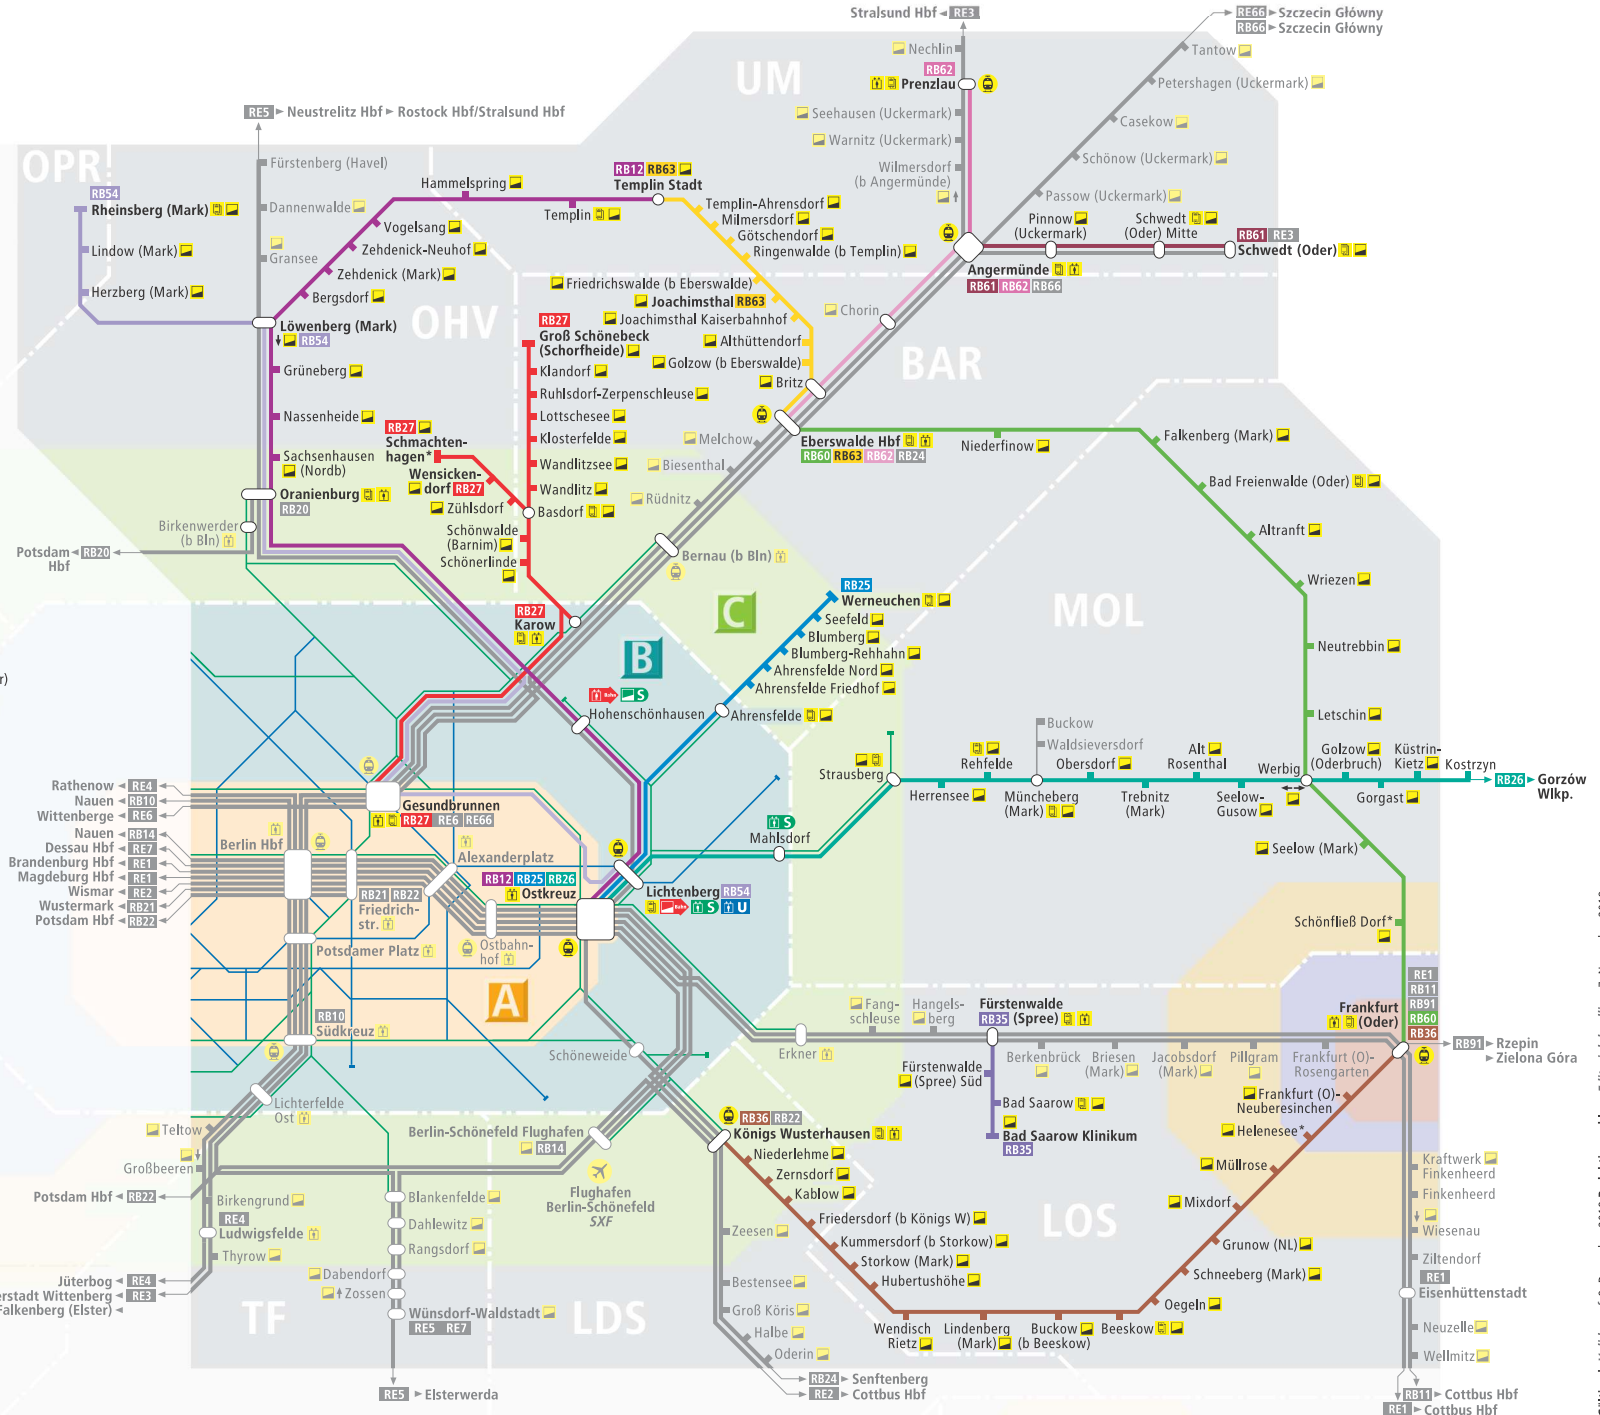 Stralsund Hbf RE3
RE66 Szczecin Główny
RB66 Szczecin Główny
Nechlin
Tantow
UM
RB62
Prenzlau
Petershagen (Uckermark)
RE5 Neustrelitz Hbf Rostock Hbf/Stralsund Hbf
Seehausen (Uckermark)
Casekow
Warnitz (Uckermark)
OPR
Fürstenberg (Havel)
Schönow (Uckermark)
Wilmersdorf
(b Angermünde)
RB12 RB63
Templin Stadt
Hammelspring
RB54
Rheinsberg (Mark)
Dannenwalde
Templin
Templin-Ahrensdorf
Milmersdorf
Götschendorf
Ringenwalde (b Templin)
Passow (Uckermark)
Pinnow
(Uckermark)
Schwedt
(Oder) Mitte
RB61 RE3
Schwedt (Oder)
Vogelsang
Lindow (Mark)
Gransee
Zehdenick-Neuhof
Zehdenick (Mark)
Angermünde
RB61 RB62 RB66
Herzberg (Mark)
Bergsdorf
Friedrichswalde (b Eberswalde)
Joachimsthal RB63
Joachimsthal Kaiserbahnhof
Chorin
OHV
Löwenberg (Mark)
RB54
RB27
Groß Schönebeck
(Schorfheide)
Althüttendorf
Golzow (b Eberswalde)
BAR
Grüneberg
Klandorf
Britz
Ruhlsdorf-Zerpenschleuse
Nassenheide
Lottschesee
RB27
Schmachten-
hagen*
Klosterfelde
Melchow
Eberswalde Hbf
RB60 RB63 RB62 RB24
Niederfinow
Falkenberg (Mark)
Sachsenhausen
(Nordb)
Wandlitzsee
Biesenthal
Wensicken-
dorf RB27
Wandlitz
Rüdnitz
Bad Freienwalde (Oder)
Oranienburg
RB20
Zühlsdorf
Basdorf
Birkenwerder
(b Bln)
Schönwalde
(Barnim)
Altranft
Potsdam RB20
Hbf
Schönerlinde
Bernau (b Bln)
Wriezen
RB25
Werneuchen
C
MOL
RB27
Karow
Seefeld
Blumberg
B
Blumberg-Rehhahn
Neutrebbin
r)
Ahrensfelde Nord
Ahrensfelde Friedhof
Bahn S
Hohenschönhausen
Ahrensfelde
Letschin
Buckow
Waldsieversdorf
Strausberg
Rehfelde
Obersdorf
Alt
Rosenthal
Werbig
Golzow
(Oderbruch)
Küstrin-
Kietz
Kostrzyn
RB26 Gorzów
Wlkp.
Rathenow RE4
Nauen RB10
Wittenberge RE6
Herrensee
Müncheberg
(Mark)
Trebnitz
(Mark)
Seelow-
Gusow
Gorgast
Gesundbrunnen
RB27 RE6 RE66
Nauen RB14
Dessau Hbf RE7
Brandenburg Hbf RE1
Magdeburg Hbf RE1
Wismar RE2
Wustermark RB21
Potsdam Hbf RB22
Berlin Hbf
Alexanderplatz
S
Mahlsdorf
Seelow (Mark)
RB12 RB25 RB26
Ostkreuz
Lichtenberg RB54
Bahn S U
RB21 RB22
Friedrich-
str.
Schönfließ Dorf*
Potsdamer Platz
Ostbahn-
hof
A
RB10
Südkreuz
Fang-
schleuse
Hangels-
berg
Fürstenwalde
RB35 (Spree)
Frankfurt
(Oder)
RE1
RB11
RB91
RB60
RB36
Schöneweide
Erkner
Berkenbrück
Briesen
(Mark)
Jacobsdorf
(Mark)
Pillgram
Frankfurt (O)-
Rosengarten
RB91 Rzepin
Zielona Góra
Fürstenwalde
(Spree) Süd
Lichterfelde
Ost
Bad Saarow
Frankfurt (O)-
Neuberesinchen
Teltow
Berlin-Schönefeld Flughafen
RB14
RB36 RB22
Königs Wusterhausen
Bad Saarow Klinikum
RB35
Helenesee*
Großbeeren
Niederlehme
Müllrose
Kraftwerk
Finkenheerd
Potsdam Hbf RB22
Birkengrund
Blankenfelde
Flughafen
Berlin-Schönefeld
SXF
Zernsdorf
Kablow
Mixdorf
Finkenheerd
RE4
Ludwigsfelde
Dahlewitz
Zeesen
Friedersdorf (b Königs W)
LOS
Wiesenau
Thyrow
Rangsdorf
Kummersdorf (b Storkow)
Grunow (NL)
Ziltendorf
Storkow (Mark)
Schneeberg (Mark)
RE1
Eisenhüttenstadt
Jüterbog RE4
erstadt Wittenberg RE3
Falkenberg (Elster)
Dabendorf
Zossen
Bestensee
Hubertushöhe
Oegeln
TF
Wünsdorf-Waldstadt
RE5 RE7
LDS
Groß Köris
Halbe
Oderin
Wendisch
Rietz
Lindenberg
(Mark)
Buckow
(b Beeskow)
Beeskow
Neuzelle
Wellmitz
RE5 Elsterwerda
RB24 Senftenberg
RE2 Cottbus Hbf
RB11 Cottbus Hbf
RE1 Cottbus Hbf